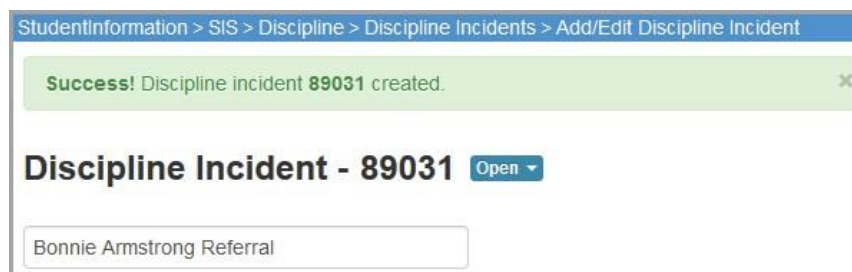 StudentInformation > SIS > Discipline > Discipline Incidents > Add/Edit Discipline Incident
Success! Discipline incident 89031 created. ×
Discipline Incident - 89031 Open
Bonnie Armstrong Referral